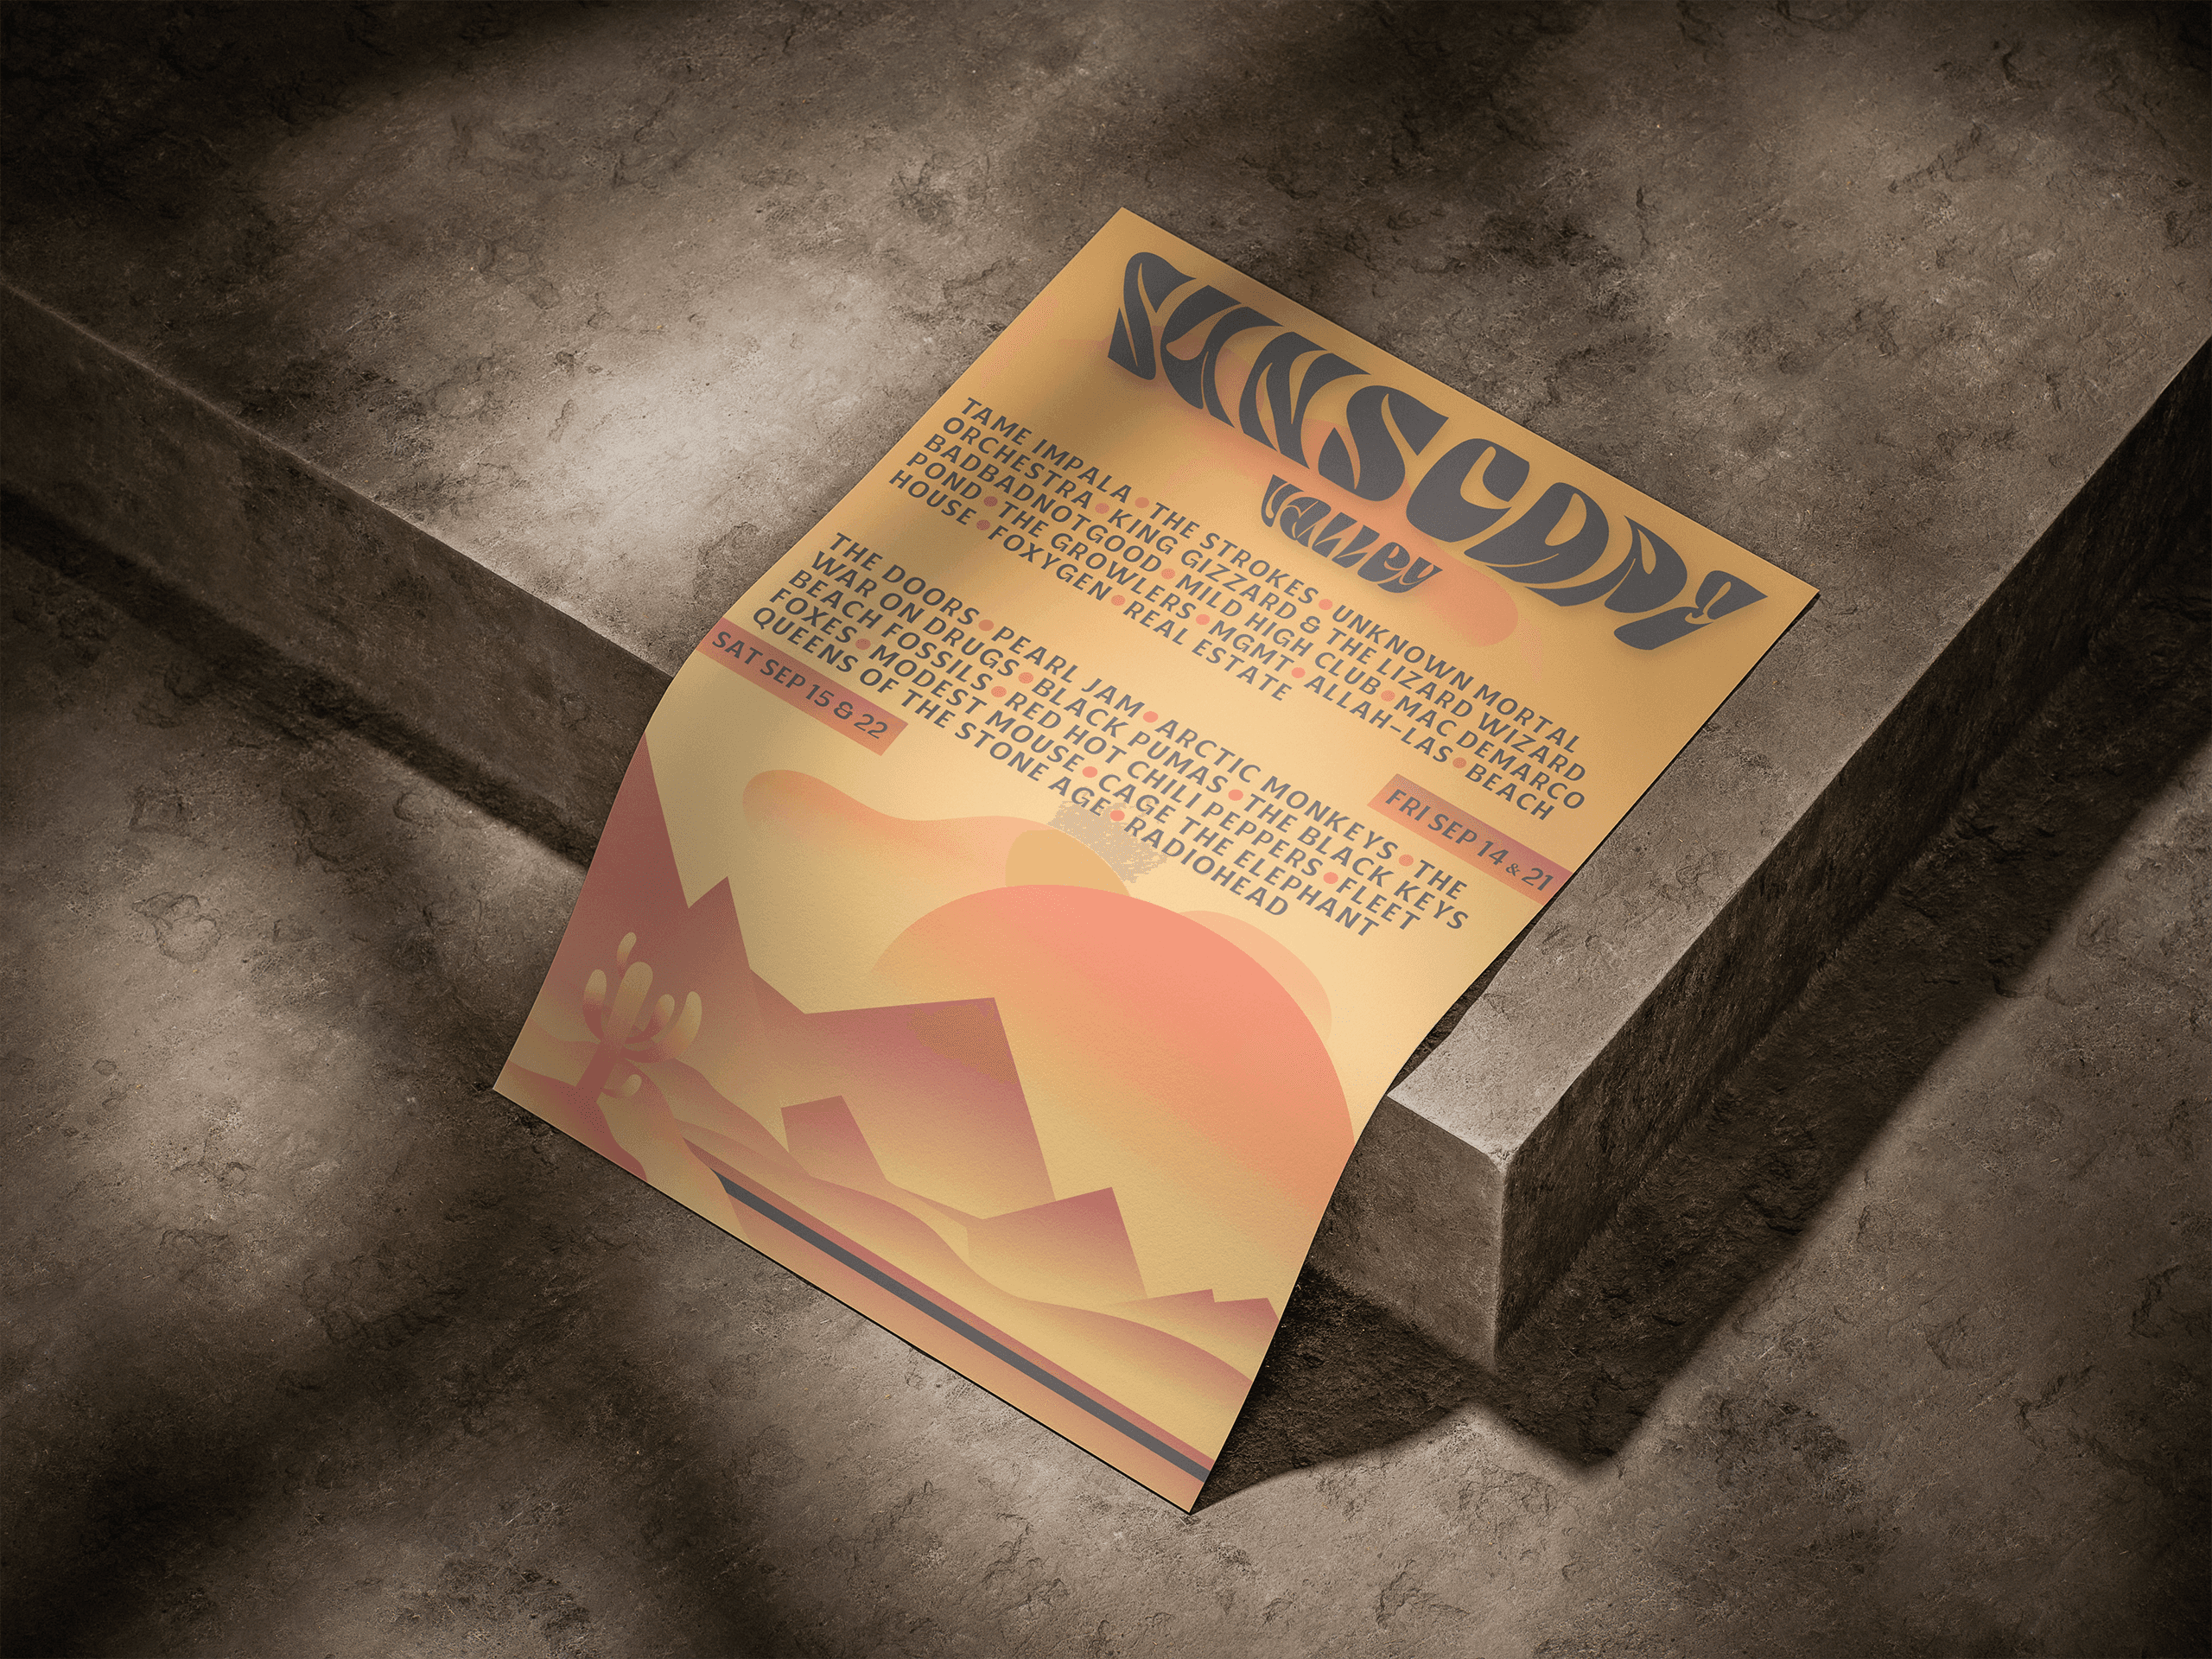 VALLEY
TAME IMPALA • THE STROKES • UNKNOWN MORTAL
ORCHESTRA • KING GIZZARD & THE LIZARD WIZARD
BADBADNOTGOOD • MILD HIGH CLUB • MAC DEMARCO
POND • THE GROWLERS • MGMT • ALLAH-LAS • BEACH
HOUSE • FOXYGEN • REAL ESTATE
FRI SEP 14 & 21
THE DOORS • PEARL JAM • ARCTIC MONKEYS • THE
WAR ON DRUGS • BLACK PUMAS • THE BLACK KEYS
BEACH FOSSILS • RED HOT CHILI PEPPERS • FLEET
FOXES • MODEST MOUSE • CAGE THE ELEPHANT
QUEENS OF THE STONE AGE • RADIOHEAD
SAT SEP 15 & 22